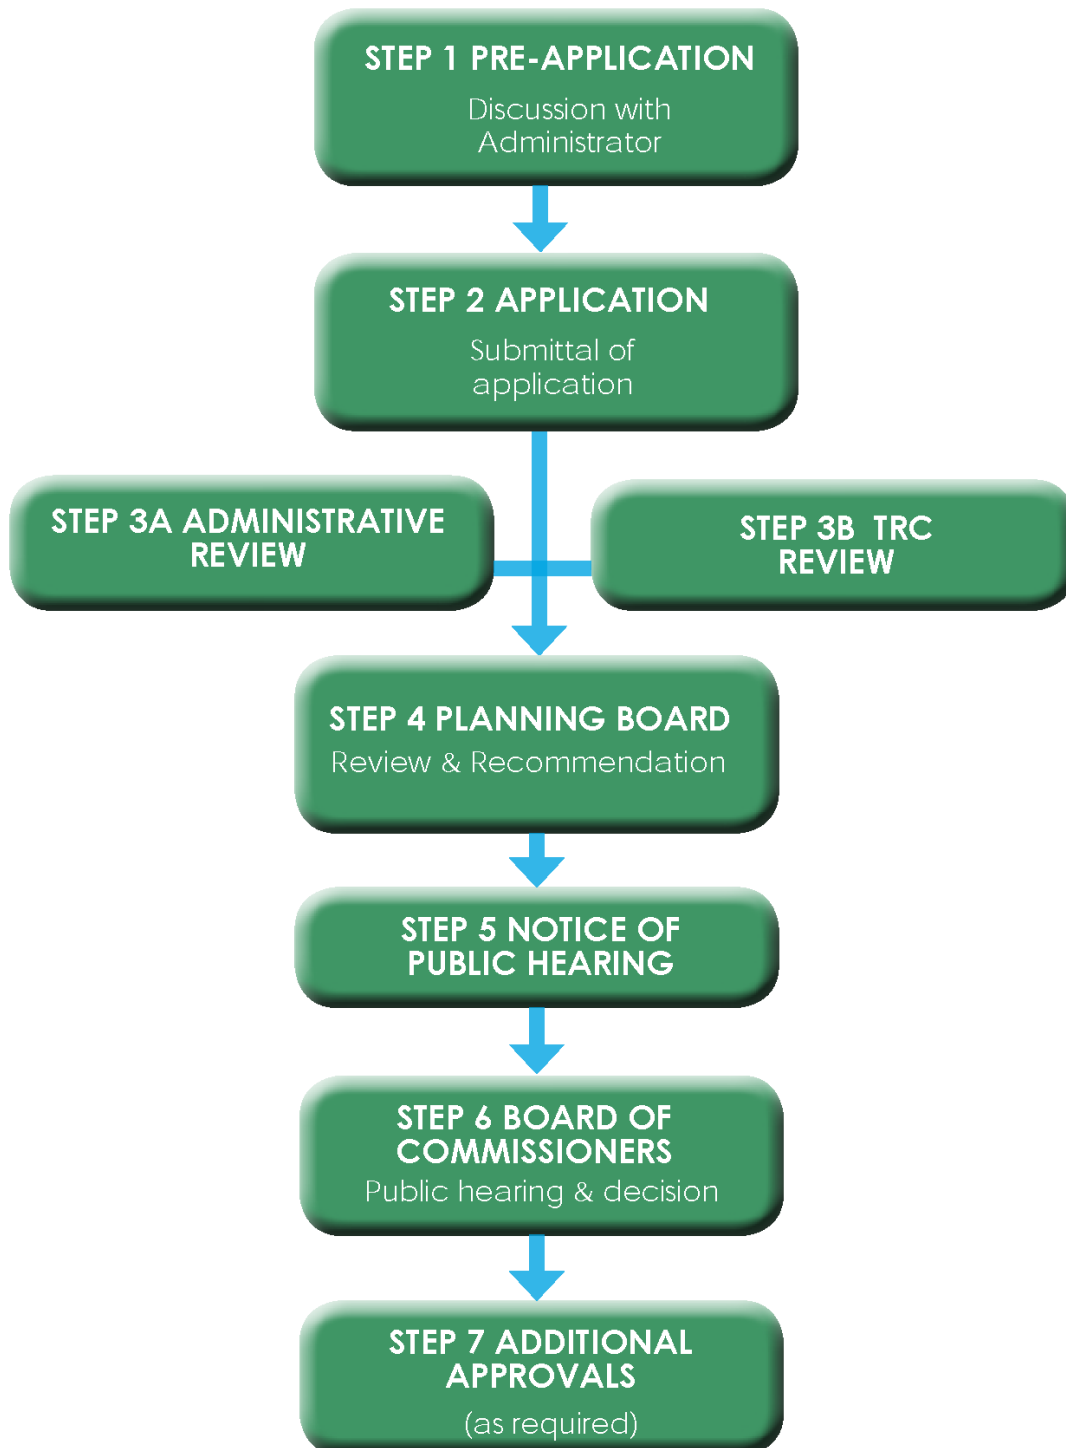 STEP 1 PRE-APPLICATION
Discussion with
Administrator
STEP 2 APPLICATION
Submittal of
application
STEP 3A ADMINISTRATIVE
REVIEW
STEP 3B TRC
REVIEW
STEP 4 PLANNING BOARD
Review & Recommendation
STEP 5 NOTICE OF
PUBLIC HEARING
STEP 6 BOARD OF
COMMISSIONERS
Public hearing & decision
STEP 7 ADDITIONAL
APPROVALS
(as required)